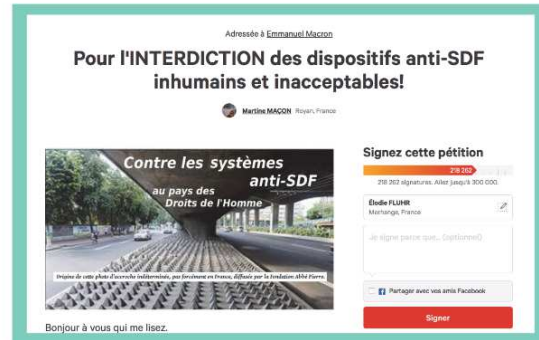 Adressée à Emmanuel Macron
Pour l'INTERDICTION des dispositifs anti-SDF
inhumains et inacceptables!
Martine MAÇON Royan, France
Contre les systèmes
anti-SDF
au pays des
Droits de l'Homme
Origine de cette photo d'accroche indéterminée, pas forcément en France, diffusée par la Fondation Abbé Pierre.
Bonjour à vous qui me lisez.
Signez cette pétition
218 262
218 262 signatures. Allez jusqu'à 300 000.
Élodie FLUHR
Morhange, France
Je signe parce que... (optionnel)
Partager avec vos amis Facebook
Signer